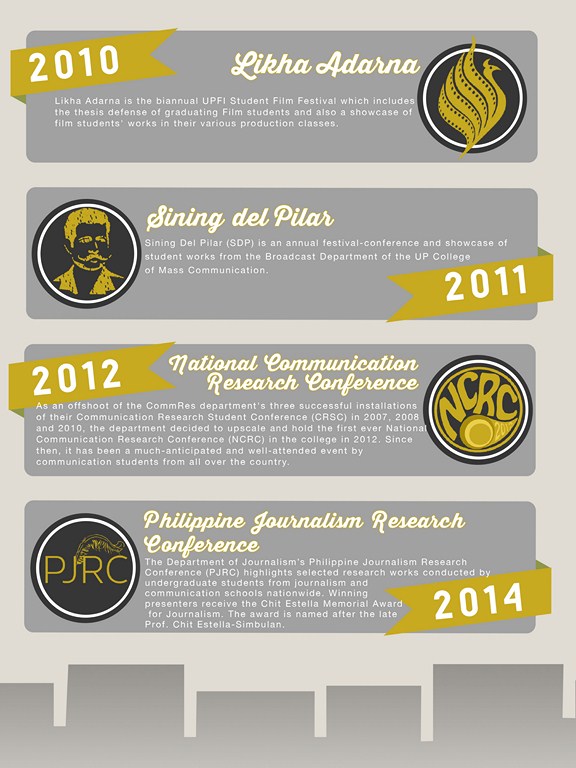 2010
Likha Adarna
Likha Adarna is the biannual UPFI Student Film Festival which includes
the thesis defense of graduating Film students and also a showcase of
film students' works in their various production classes.
Sining del Pilar
Sining Del Pilar (SDP) is an annual festival-conference and showcase of
student works from the Broadcast Department of the UP College
of Mass Communication.
2011
2012
National Communication
Research Conference
As an offshoot of the CommRes department's three successful installations
of their Communication Research Student Conference (CRSC) in 2007, 2008
and 2010, the department decided to upscale and hold the first ever National
Communication Research Conference (NCRC) in the college in 2012. Since
then, it has been a much-anticipated and well-attended event by
communication students from all over the country.
NCRC
PJRC
Philippine Journalism Research
Conference
The Department of Journalism's Philippine Journalism Research
Conference (PJRC) highlights selected research works conducted by
undergraduate students from journalism and
communication schools nationwide. Winning
presenters receive the Chit Estella Memorial Award
for Journalism. The award is named after the late
Prof. Chit Estella-Simbulan.
2014